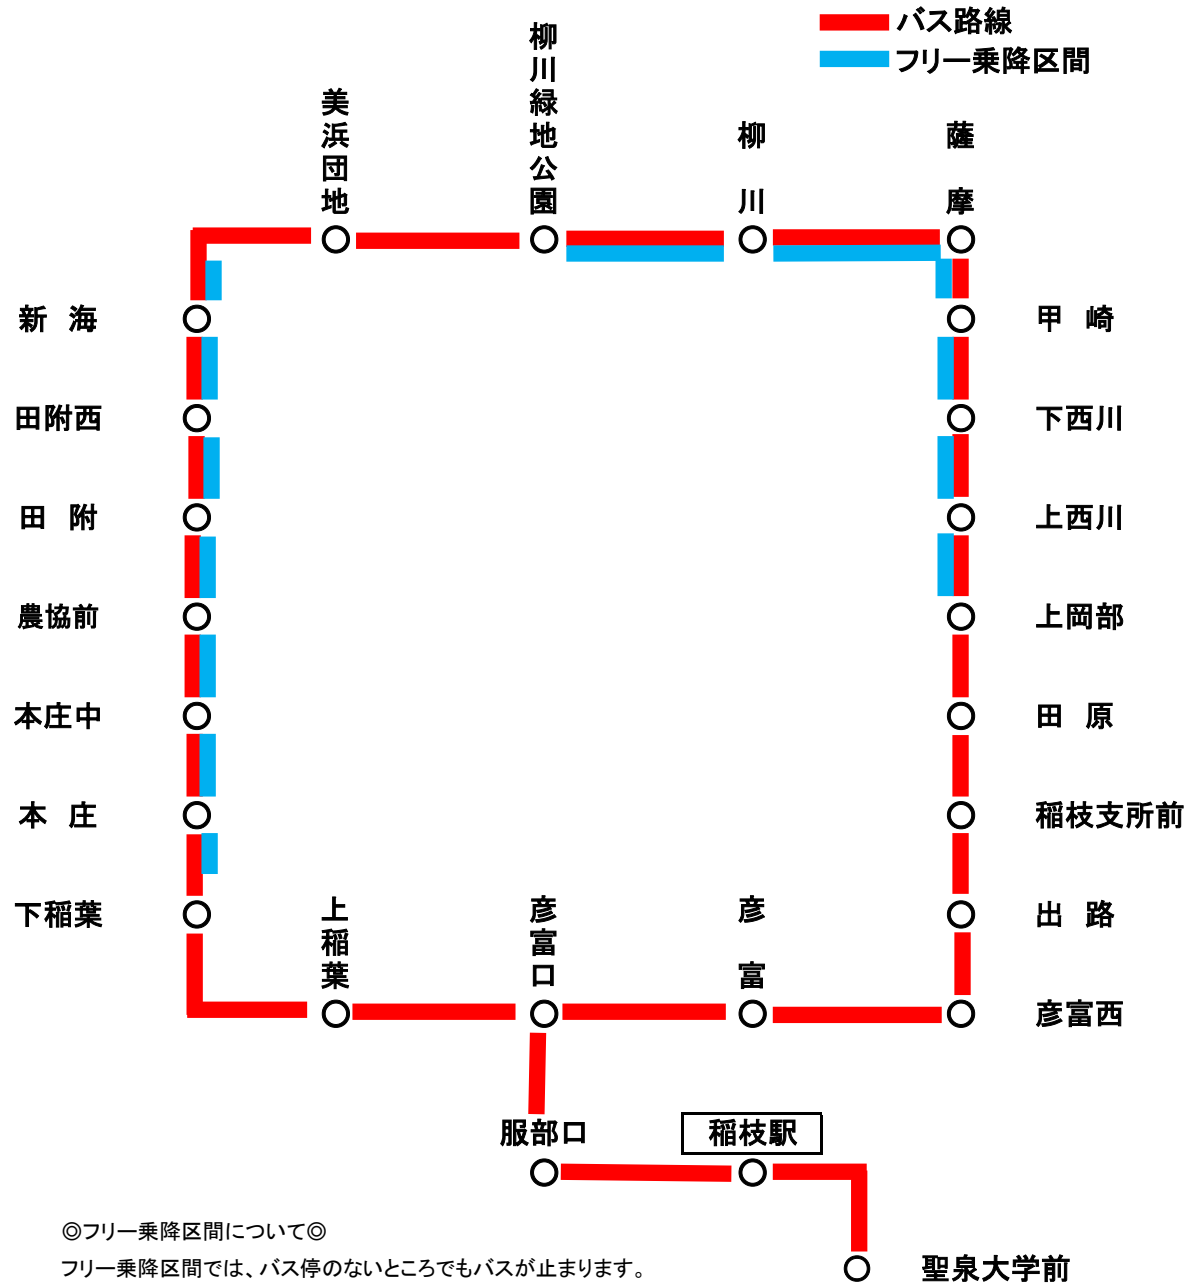 バス路線
フリー乗降区間
美浜団地
柳川緑地公園
柳川
薩摩
新海
田附西
田附
農協前
本庄中
本庄
下稲葉
甲崎
下西川
上西川
上岡部
田原
稲枝支所前
出路
彦富西
上稲葉
彦富口
彦富
服部口
稲枝駅
聖泉大学前
◎フリー乗降区間について◎
フリー乗降区間では、バス停のないところでもバスが止まります。